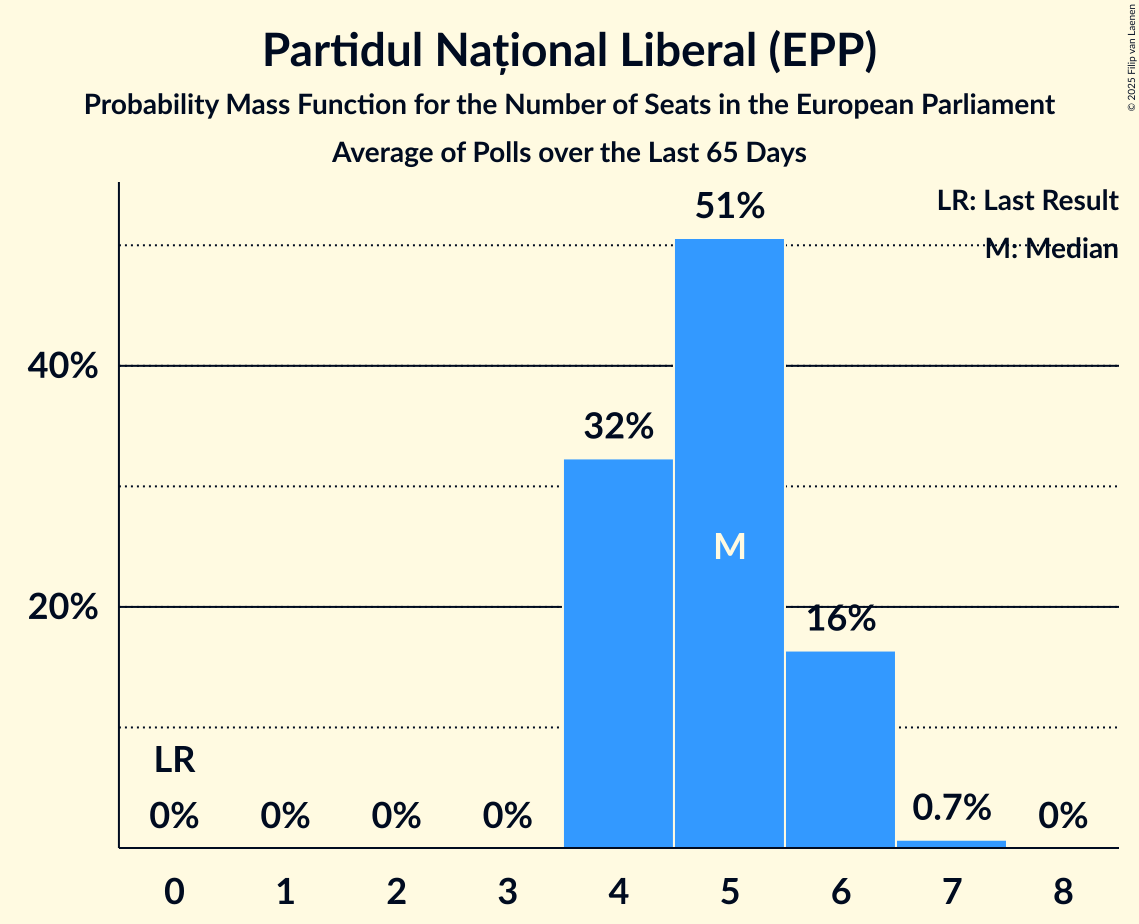 Partidul Național Liberal (EPP)
Probability Mass Function for the Number of Seats in the European Parliament
Average of Polls over the Last 65 Days
© 2025 Filip van Laenen
LR: Last Result
M: Median
51%
40%
32%
M
20%
16%
LR
0% 0% 0% 0% 0.7% 0%
0 1 2 3 4 5 6 7 8